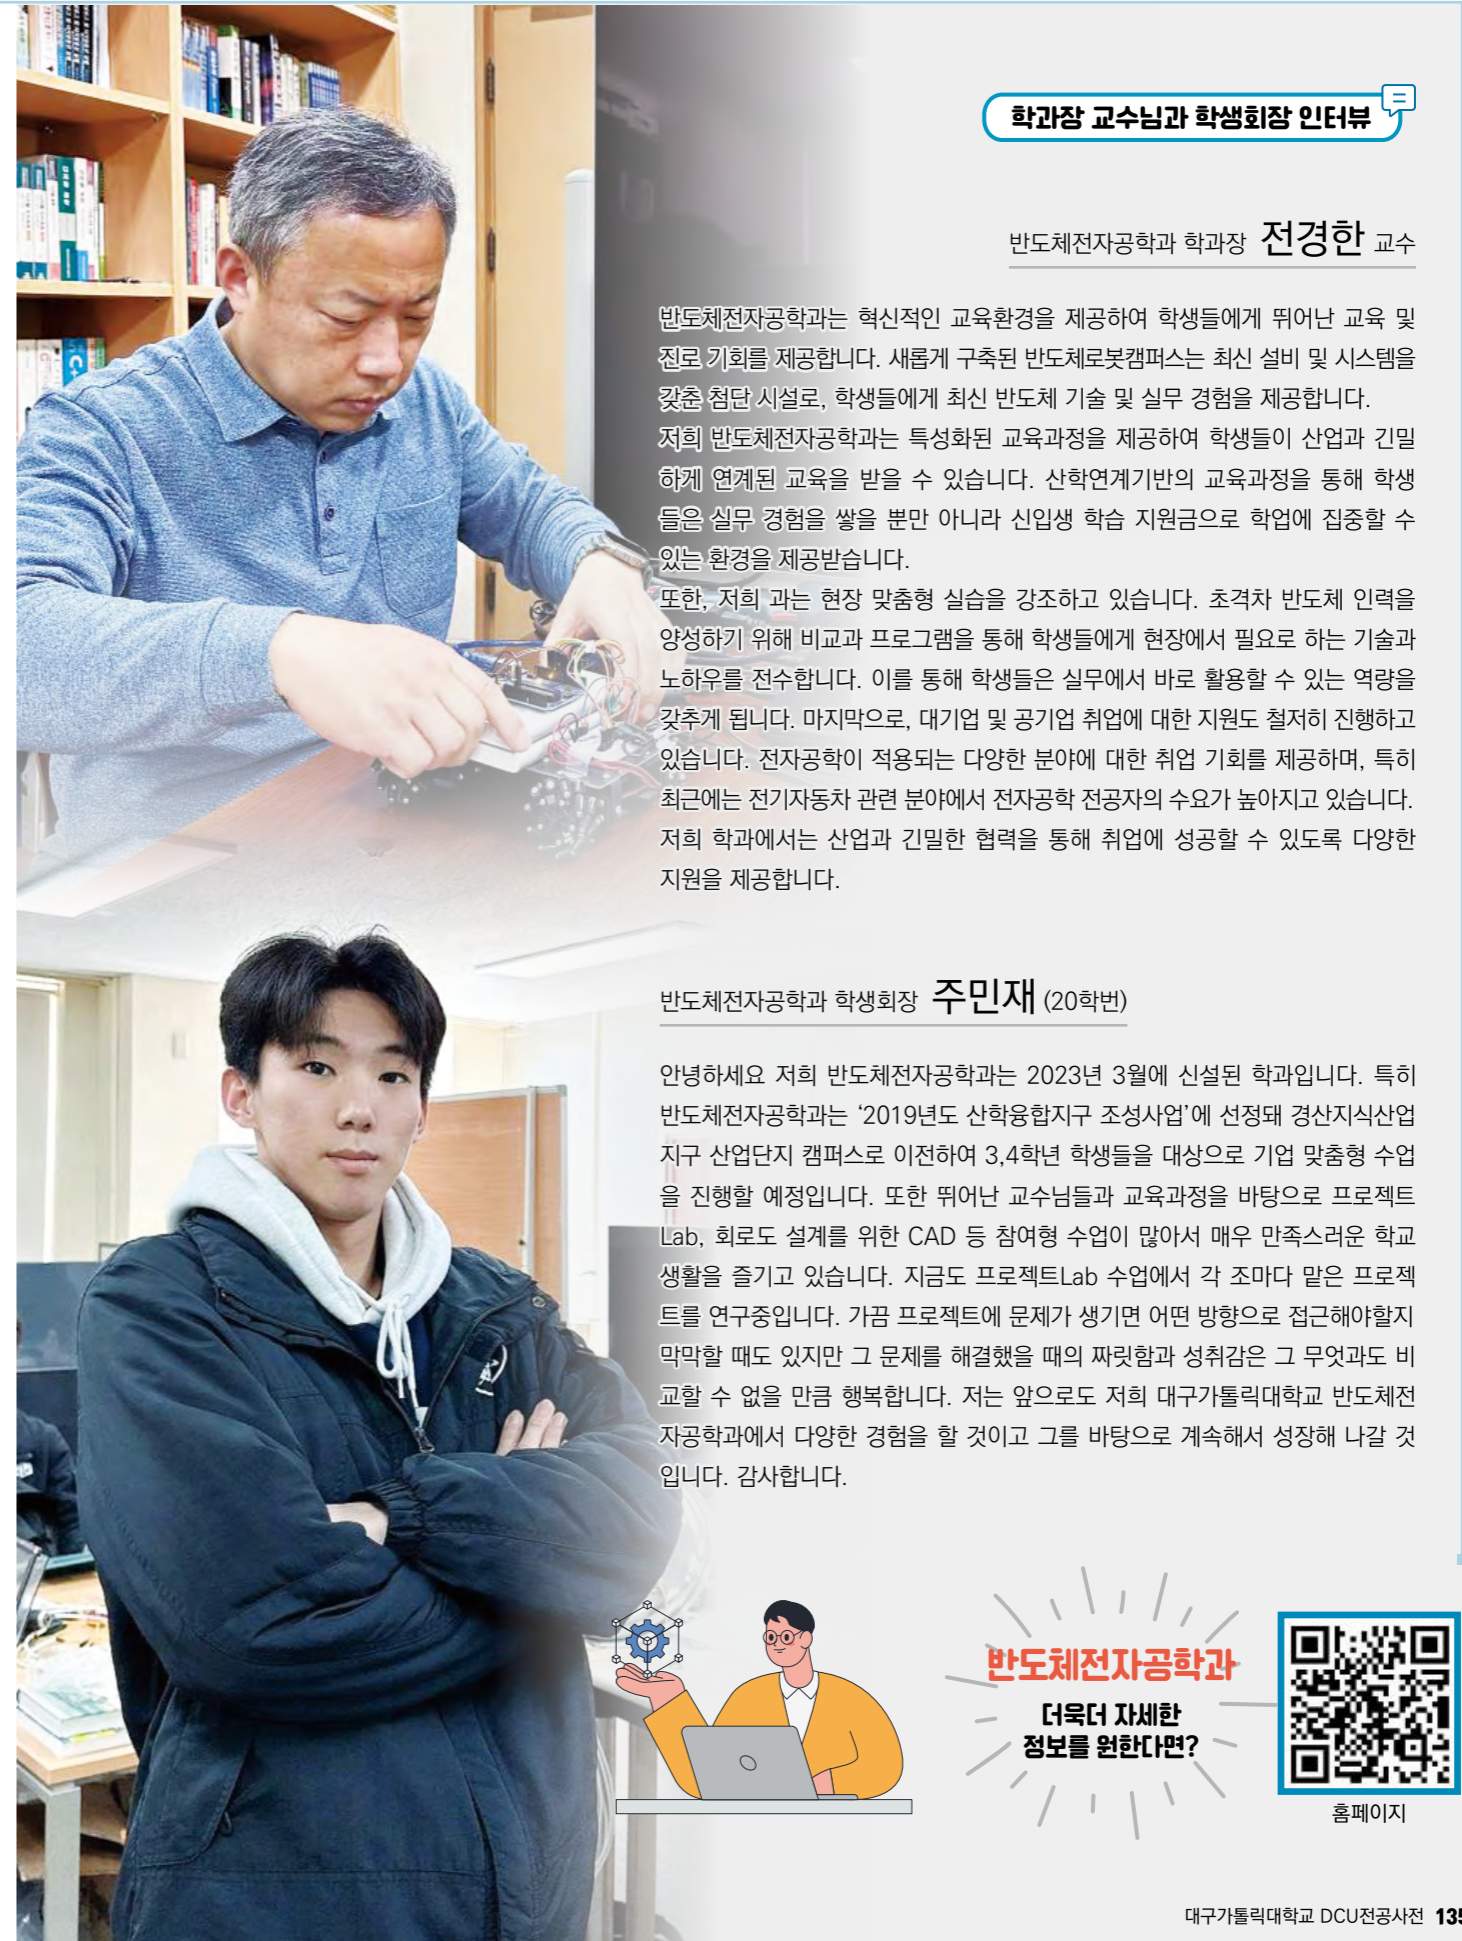 학과장 교수님과 학생회장 인터뷰
반도체전자공학과 학과장 전경한 교수
반도체전자공학과는 혁신적인 교육환경을 제공하여 학생들에게 뛰어난 교육 및
진로 기회를 제공합니다. 새롭게 구축된 반도체로봇캠퍼스는 최신 설비 및 시스템을
갖춘 첨단 시설로, 학생들에게 최신 반도체 기술 및 실무 경험을 제공합니다.
저희 반도체전자공학과는 특성화된 교육과정을 제공하여 학생들이 산업과 긴밀
하게 연계된 교육을 받을 수 있습니다. 산학연계기반의 교육과정을 통해 학생
들은 실무 경험을 쌓을 뿐만 아니라 신입생 학습 지원금으로 학업에 집중할 수
있는 환경을 제공받습니다.
또한, 저희 과는 현장 맞춤형 실습을 강조하고 있습니다. 초격차 반도체 인력을
양성하기 위해 비교과 프로그램을 통해 학생들에게 현장에서 필요로 하는 기술과
노하우를 전수합니다. 이를 통해 학생들은 실무에서 바로 활용할 수 있는 역량을
갖추게 됩니다. 마지막으로, 대기업 및 공기업 취업에 대한 지원도 철저히 진행하고
있습니다. 전자공학이 적용되는 다양한 분야에 대한 취업 기회를 제공하며, 특히
최근에는 전기자동차 관련 분야에서 전자공학 전공자의 수요가 높아지고 있습니다.
저희 학과에서는 산업과 긴밀한 협력을 통해 취업에 성공할 수 있도록 다양한
지원을 제공합니다.
반도체전자공학과 학생회장 주민재 (20학번)
안녕하세요 저희 반도체전자공학과는 2023년 3월에 신설된 학과입니다. 특히
반도체전자공학과는 ‘2019년도 산학융합지구 조성사업’에 선정돼 경산지식산업
지구 산업단지 캠퍼스로 이전하여 3,4학년 학생들을 대상으로 기업 맞춤형 수업
을 진행할 예정입니다. 또한 뛰어난 교수님들과 교육과정을 바탕으로 프로젝트
Lab, 회로도 설계를 위한 CAD 등 참여형 수업이 많아서 매우 만족스러운 학교
생활을 즐기고 있습니다. 지금도 프로젝트Lab 수업에서 각 조마다 맡은 프로젝
트를 연구중입니다. 가끔 프로젝트에 문제가 생기면 어떤 방향으로 접근해야할지
막막할 때도 있지만 그 문제를 해결했을 때의 짜릿함과 성취감은 그 무엇과도 비
교할 수 없을 만큼 행복합니다. 저는 앞으로도 저희 대구가톨릭대학교 반도체전
자공학과에서 다양한 경험을 할 것이고 그를 바탕으로 계속해서 성장해 나갈 것
입니다. 감사합니다.
반도체전자공학과
더욱더 자세한
정보를 원한다면?
홈페이지
대구가톨릭대학교 DCU전공사전 135